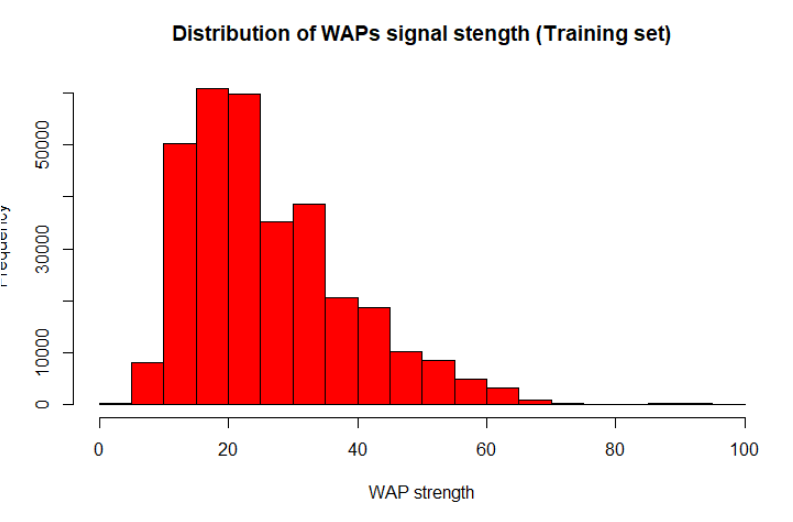 Distribution of WAPs signal stength (Training set)
Frequency
50000
30000
10000
0
0 20 40 60 80 100
WAP strength